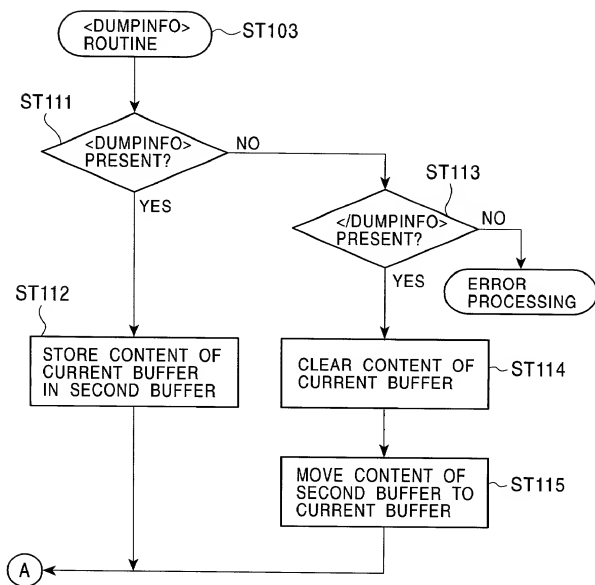 <DUMPINFO>
ROUTINE
ST103
ST111
<DUMPINFO>
PRESENT?
NO
YES
ST113
</DUMPINFO>
PRESENT?
NO
YES
ERROR
PROCESSING
ST112
STORE CONTENT OF
CURRENT BUFFER
IN SECOND BUFFER
CLEAR CONTENT OF
CURRENT BUFFER
ST114
MOVE CONTENT OF
SECOND BUFFER TO
CURRENT BUFFER
ST115
A